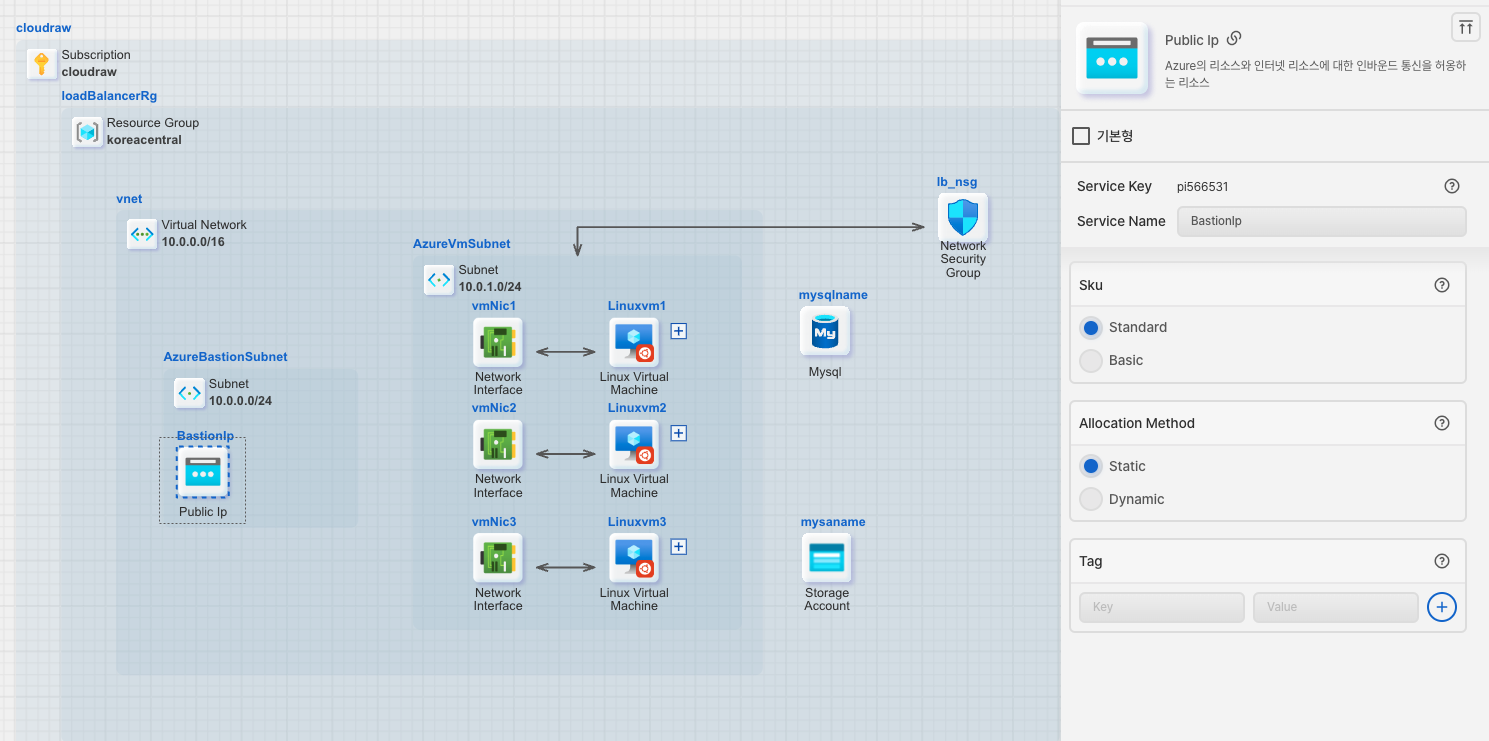 cloudraw
Subscription
cloudraw
loadBalancerRg
Resource Group
koreacentral
vnet
Virtual Network
10.0.0.0/16
AzureVmSubnet
Subnet
10.0.1.0/24
lb_nsg
Network
Security
Group
vmNic1
Network
Interface
Linuxvm1
Linux Virtual
Machine
mysqlname
My
Mysql
AzureBastionSubnet
Subnet
10.0.0.0/24
BastionIp
Public Ip
vmNic2
Network
Interface
Linuxvm2
Linux Virtual
Machine
vmNic3
Network
Interface
Linuxvm3
Linux Virtual
Machine
mysaname
Storage
Account
Public Ip
Azure의 리소스와 인터넷 리소스에 대한 인바운드 통신을 허용하
는 리소스
기본형
Service Key pi566531
Service Name BastionIp
Sku
Standard
Basic
Allocation Method
Static
Dynamic
Tag
Key Value